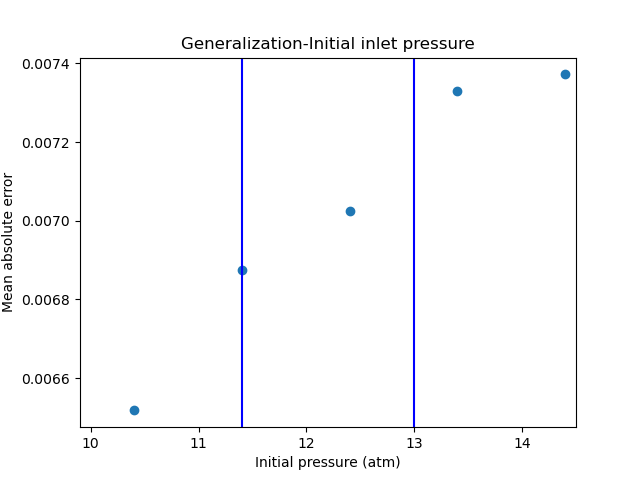 Generalization-Initial inlet pressure
0.0074
0.0072
0.0070
0.0068
0.0066
Mean absolute error
10 11 12 13 14
Initial pressure (atm)